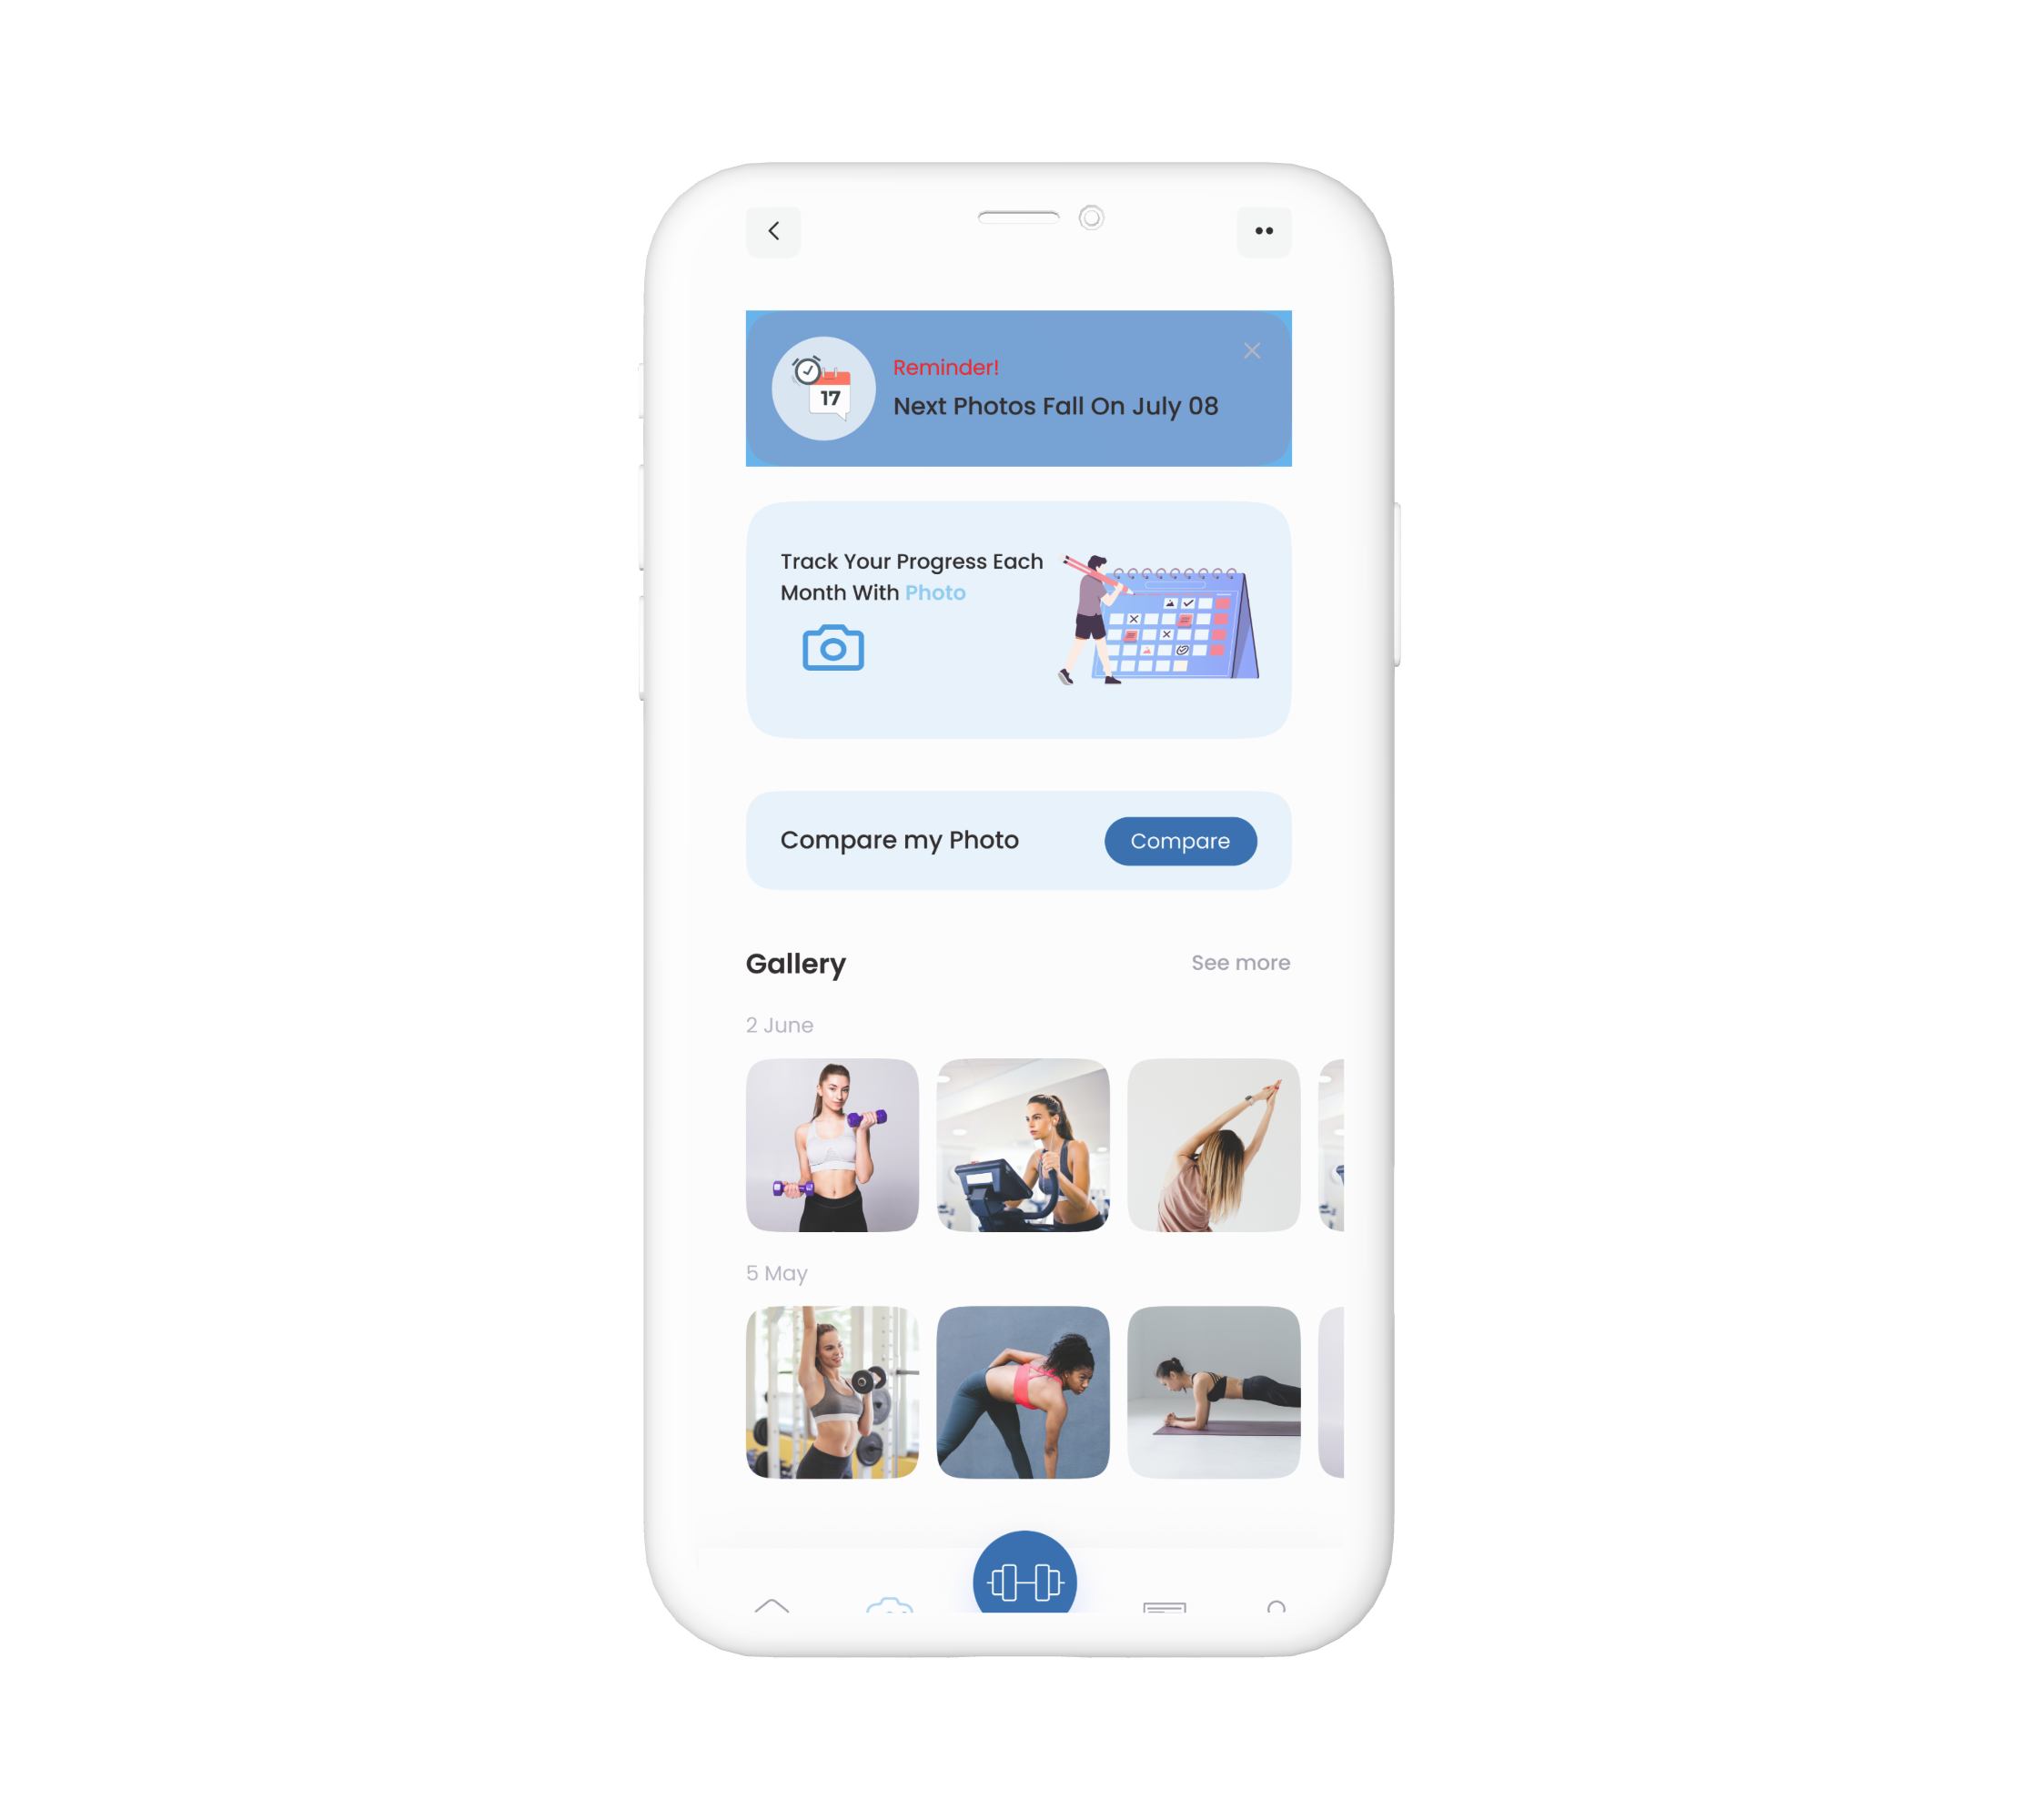 Reminder!
17
Next Photos Fall On July 08
Track Your Progress Each
Month With Photo
Compare my Photo
Compare
Gallery
See more
2 June
5 May